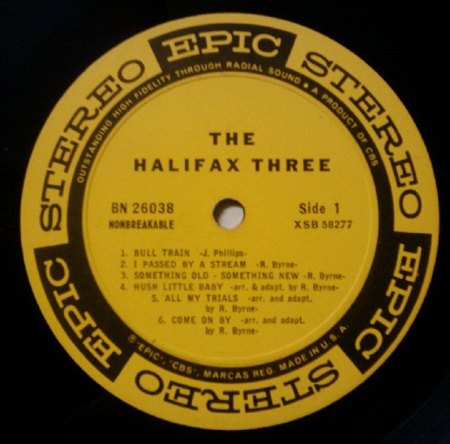 STEREO EPIC STEREO EPIC STEREO EPIC
OUTSTANDING HIGH FIDELITY THROUGH RADIAL SOUND • A PRODUCT OF CBS
THE
HALIFAX THREE
BN 26038 Side 1
NONBREAKABLE XSB 58277
1. BULL TRAIN -J. Phillips-
2. I PASSED BY A STREAM -R. Byrne-
3. SOMETHING OLD - SOMETHING NEW -R. Byrne-
4. HUSH LITTLE BABY -arr. & adapt. by R. Byrne-
5. ALL MY TRIALS -arr. and adapt.
by R. Byrne-
6. COME ON BY -arr. and adapt.
by R. Byrne-
® "EPIC", "CBS". MARCAS REG. MADE IN U.S.A.